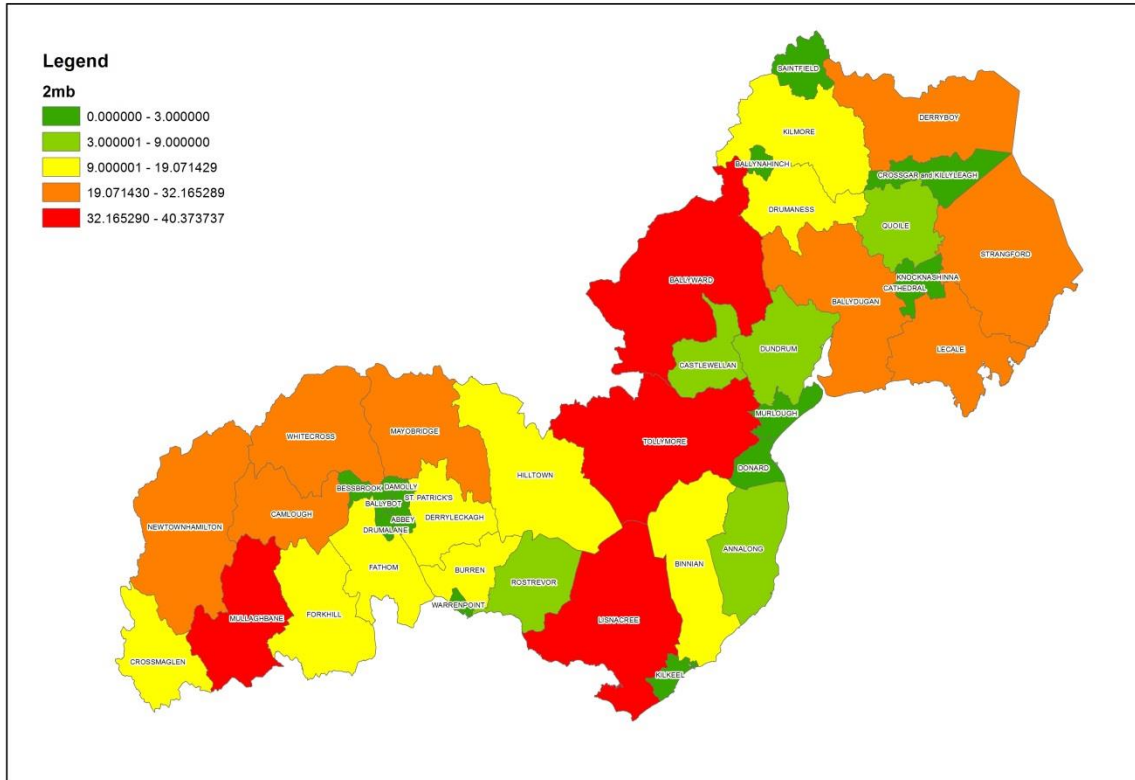 Legend
2mb
0.000000 - 3.000000
3.000001 - 9.000000
9.000001 - 19.071429
19.071430 - 32.165289
32.165290 - 40.373737
SAINTFIELD
DERRYBOY
KILMORE
BALLYNAHINCH
CROSSGAR and KILLYLEAGH
DRUMANESS
QUOILE
STRANGFORD
KNOCKNASHINNA
BALLYWARD
CATHEDRAL
BALLYDUGAN
LECALE
DUNDRUM
CASTLEWELLAN
MURLOUGH
MAYOBRIDGE
WHITECROSS
TOLLYMORE
DONARD
HILLTOWN
BESSBROOK
DAMOLLY
ST. PATRICK'S
BALLYBOT
CAMLOUGH
ABBEY
DERRYLECKAGH
NEWTOWNHAMILTON
DRUMALANE
ANNALONG
BINNIAN
FATHOM
BURREN
ROSTREVOR
WARRENPOINT
FORKHILL
MULLAGHBANE
LISNACREE
CROSSMAGLEN
KILKEEL